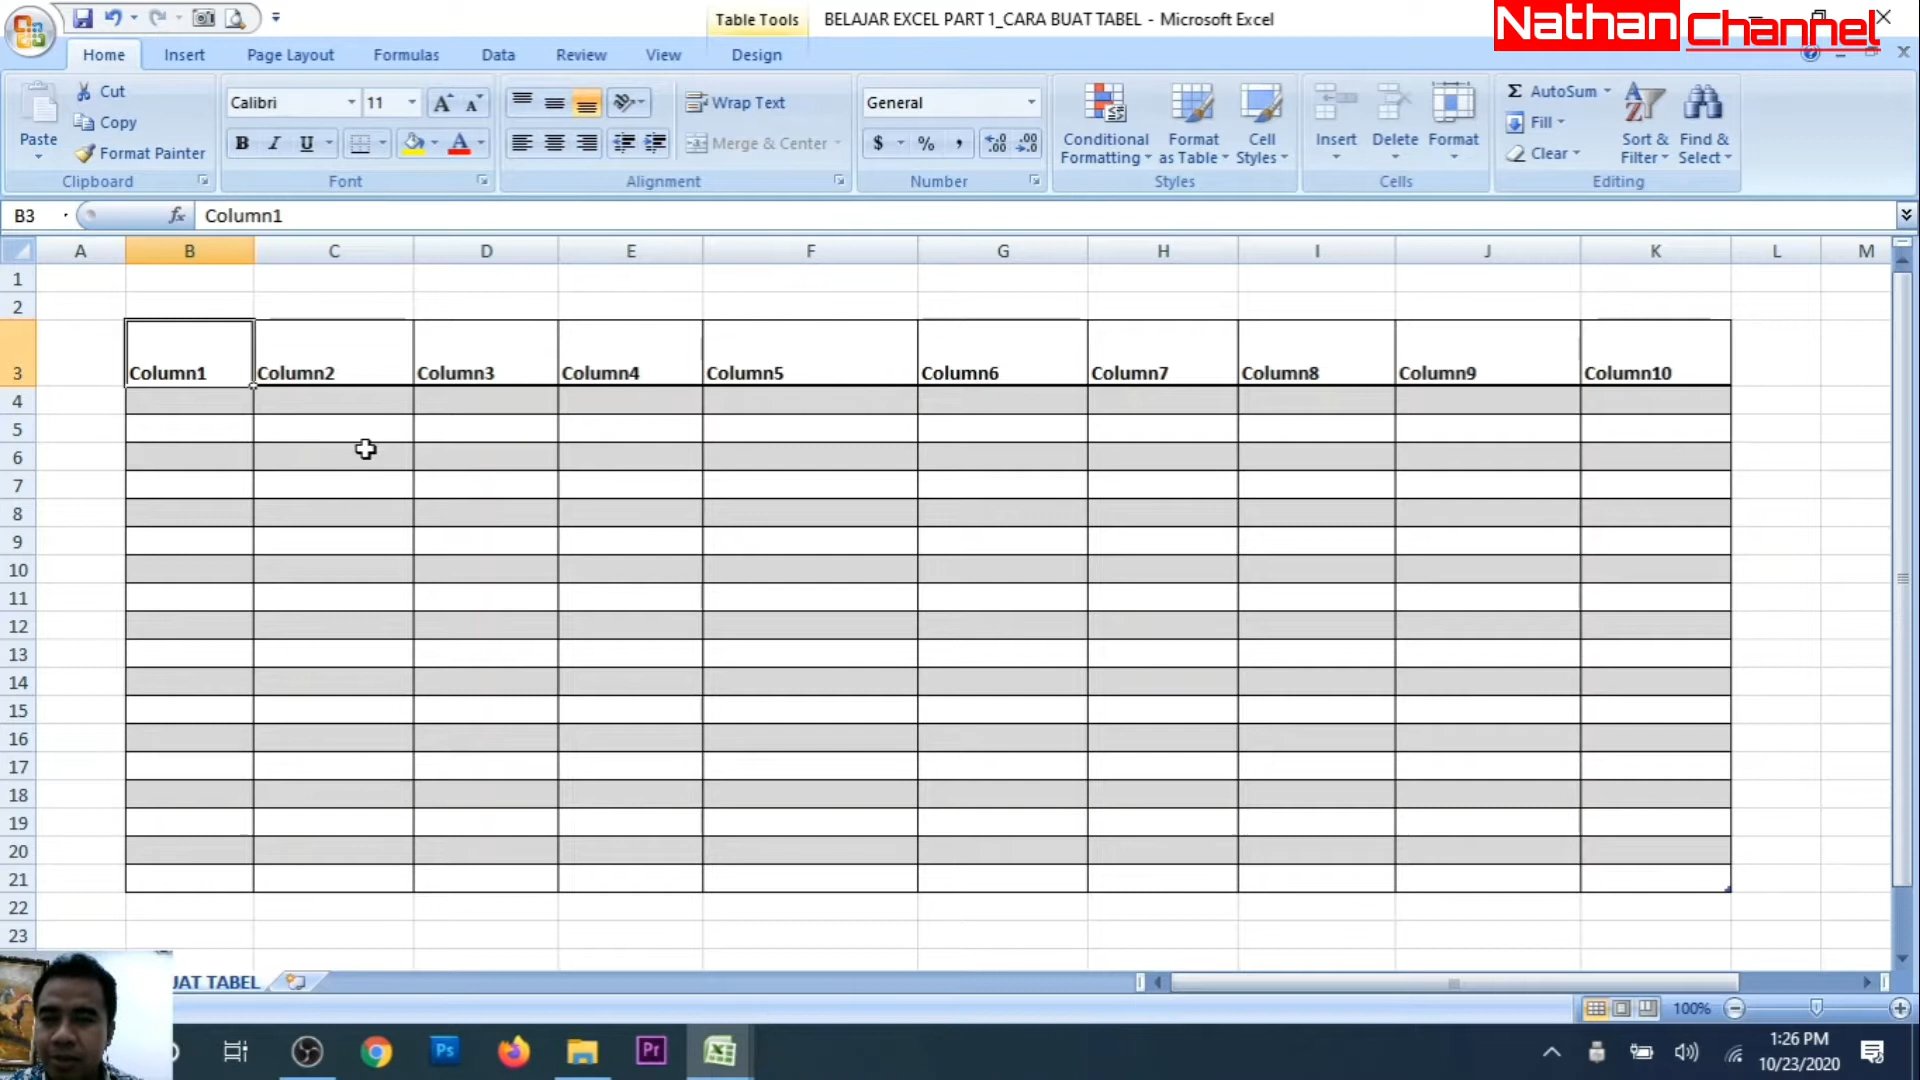 Table Tools
BELAJAR EXCEL PART 1_CARA BUAT TABEL - Microsoft Excel
Nathan Channel
Home Insert Page Layout Formulas Data Review View Design
Paste
Cut
Copy
Format Painter
Clipboard
Calibri 11
B I U
Font
Wrap Text
Merge & Center
Alignment
General
$ % ,
Number
Conditional Formatting
Format as Table
Cell Styles
Styles
Insert Delete Format
Cells
Σ AutoSum
Fill
Clear
Sort & Filter
Find & Select
Editing
B3 fx Column1
A B C D E F G H I J K L M
1
2
3 Column1 Column2 Column3 Column4 Column5 Column6 Column7 Column8 Column9 Column10
4
5
6
7
8
9
10
11
12
13
14
15
16
17
18
19
20
21
22
23
UAT TABEL
100%
Ps Pr
1:26 PM
10/23/2020